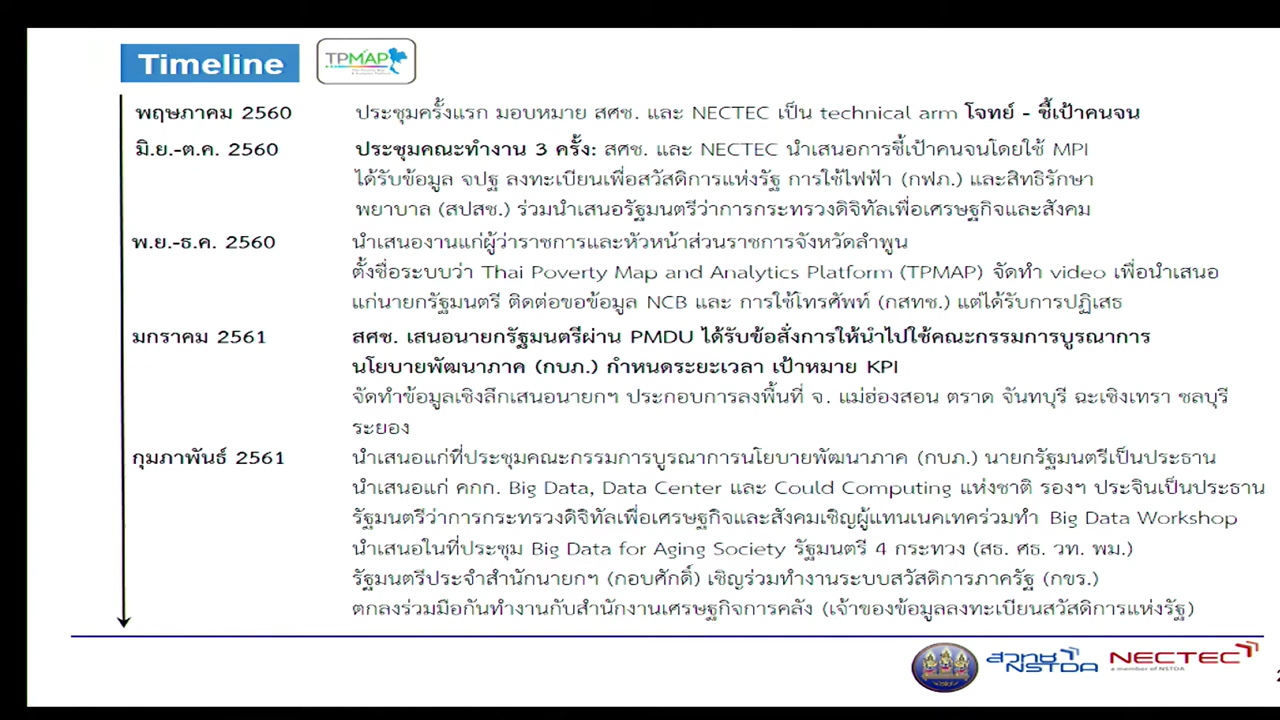 Timeline
TPMAP
พฤษภาคม 2560 ประชุมครั้งแรก มอบหมาย สศช. และ NECTEC เป็น technical arm โจทย์ - ชี้เป้าคนจน
มิ.ย.-ต.ค. 2560 ประชุมคณะทำงาน 3 ครั้ง: สศช. และ NECTEC นำเสนอการชี้เป้าคนจนโดยใช้ MPI
ได้รับข้อมูล จปฐ ลงทะเบียนเพื่อสวัสดิการแห่งรัฐ การใช้ไฟฟ้า (กฟภ.) และสิทธิรักษา
พยาบาล (สปสช.) ร่วมนำเสนอรัฐมนตรีว่าการกระทรวงดิจิทัลเพื่อเศรษฐกิจและสังคม
พ.ย.-ธ.ค. 2560 นำเสนองานแก่ผู้ว่าราชการและหัวหน้าส่วนราชการจังหวัดลำพูน
ตั้งชื่อระบบว่า Thai Poverty Map and Analytics Platform (TPMAP) จัดทำ video เพื่อนำเสนอ
แก่นายกรัฐมนตรี ติดต่อขอข้อมูล NCB และ การใช้โทรศัพท์ (กสทช.) แต่ได้รับการปฏิเสธ
มกราคม 2561 สศช. เสนอนายกรัฐมนตรีผ่าน PMDU ได้รับข้อสั่งการให้นำไปใช้คณะกรรมการบูรณาการ
นโยบายพัฒนาภาค (กบภ.) กำหนดระยะเวลา เป้าหมาย KPI
จัดทำข้อมูลเชิงลึกเสนอนายกฯ ประกอบการลงพื้นที่ จ. แม่ฮ่องสอน ตราด จันทบุรี ฉะเชิงเทรา ชลบุรี
ระยอง
กุมภาพันธ์ 2561 นำเสนอแก่ที่ประชุมคณะกรรมการบูรณาการนโยบายพัฒนาภาค (กบภ.) นายกรัฐมนตรีเป็นประธาน
นำเสนอแก่ คกก. Big Data, Data Center และ Could Computing แห่งชาติ รองฯ ประจินเป็นประธาน
รัฐมนตรีว่าการกระทรวงดิจิทัลเพื่อเศรษฐกิจและสังคมเชิญผู้แทนเนคเทคร่วมทำ Big Data Workshop
นำเสนอในที่ประชุม Big Data for Aging Society รัฐมนตรี 4 กระทวง (สธ. ศธ. วท. พม.)
รัฐมนตรีประจำสำนักนายกฯ (กอบศักดิ์) เชิญร่วมทำงานระบบสวัสดิการภาครัฐ (กขร.)
ตกลงร่วมมือกันทำงานกับสำนักงานเศรษฐกิจการคลัง (เจ้าของข้อมูลลงทะเบียนสวัสดิการแห่งรัฐ)
สวทช NSTDA NECTEC
a member of NSTDA